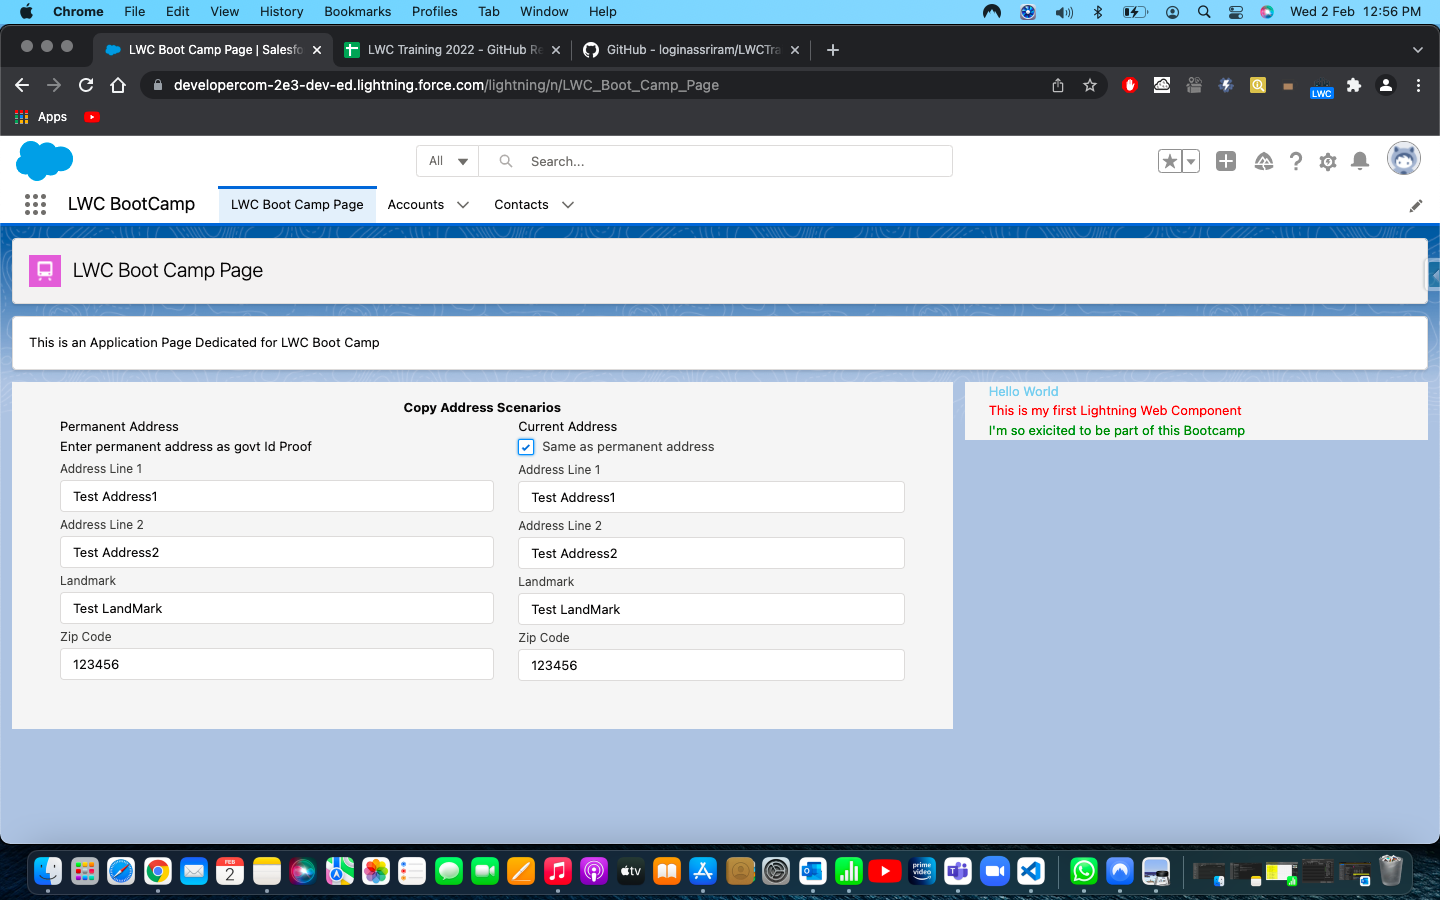 Chrome File Edit View History Bookmarks Profiles Tab Window Help Wed 2 Feb 12:56 PM
LWC Boot Camp Page | Salesfo LWC Training 2022 - GitHub Re GitHub - loginassriram/LWCTra
developercom-2e3-dev-ed.lightning.force.com/lightning/n/LWC_Boot_Camp_Page
LWC
Apps
All Search...
LWC BootCamp LWC Boot Camp Page Accounts Contacts
LWC Boot Camp Page
This is an Application Page Dedicated for LWC Boot Camp
Copy Address Scenarios
Permanent Address
Enter permanent address as govt Id Proof
Address Line 1
Test Address1
Address Line 2
Test Address2
Landmark
Test LandMark
Zip Code
123456
Current Address
Same as permanent address
Address Line 1
Test Address1
Address Line 2
Test Address2
Landmark
Test LandMark
Zip Code
123456
Hello World
This is my first Lightning Web Component
I'm so exicited to be part of this Bootcamp
FEB
2
tv
prime
video